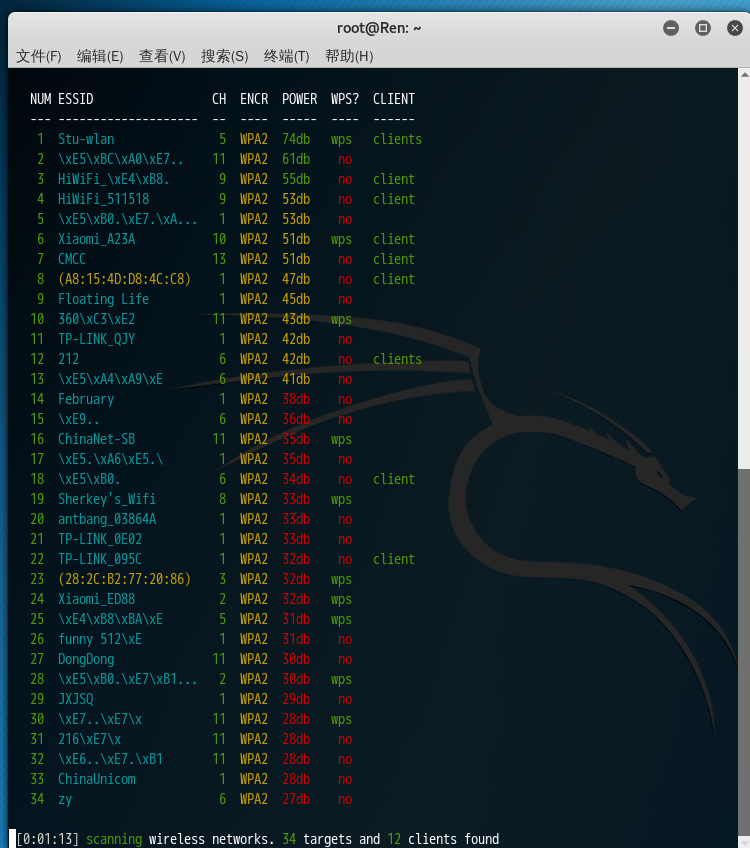 root@Ren: ~
文件(F) 编辑(E) 查看(V) 搜索(S) 终端(T) 帮助(H)
NUM ESSID CH ENCR POWER WPS? CLIENT
--- -------------------- -- ---- ----- ---- ------
1 Stu-wlan 5 WPA2 74db wps clients
2 \xE5\xBC\xA0\xE7.. 11 WPA2 61db no
3 HiWiFi_\xE4\xB8. 9 WPA2 55db no client
4 HiWiFi_511518 9 WPA2 53db no client
5 \xE5\xB0.\xE7.\xA... 1 WPA2 53db no
6 Xiaomi_A23A 10 WPA2 51db wps client
7 CMCC 13 WPA2 51db no client
8 (A8:15:4D:D8:4C:C8) 1 WPA2 47db no client
9 Floating Life 1 WPA2 45db no
10 360\xC3\xE2 11 WPA2 43db wps
11 TP-LINK_QJY 1 WPA2 42db no
12 212 6 WPA2 42db no clients
13 \xE5\xA4\xA9\xE 6 WPA2 41db no
14 February 1 WPA2 38db no
15 \xE9.. 6 WPA2 36db no
16 ChinaNet-SB 11 WPA2 35db wps
17 \xE5.\xA6\xE5.\ 1 WPA2 35db no
18 \xE5\xB0. 6 WPA2 34db no client
19 Sherkey's_Wifi 8 WPA2 33db wps
20 antbang_03864A 1 WPA2 33db no
21 TP-LINK_0E02 1 WPA2 33db no
22 TP-LINK_095C 1 WPA2 32db no client
23 (28:2C:B2:77:20:86) 3 WPA2 32db wps
24 Xiaomi_ED88 2 WPA2 32db wps
25 \xE4\xB8\xBA\xE 5 WPA2 31db wps
26 funny 512\xE 1 WPA2 31db no
27 DongDong 11 WPA2 30db no
28 \xE5\xB0.\xE7\xB1... 2 WPA2 30db wps
29 JXJSQ 1 WPA2 29db no
30 \xE7..\xE7\x 11 WPA2 28db wps
31 216\xE7\x 11 WPA2 28db no
32 \xE6..\xE7.\xB1 11 WPA2 28db no
33 ChinaUnicom 1 WPA2 28db no
34 zy 6 WPA2 27db no
[0:01:13] scanning wireless networks. 34 targets and 12 clients found